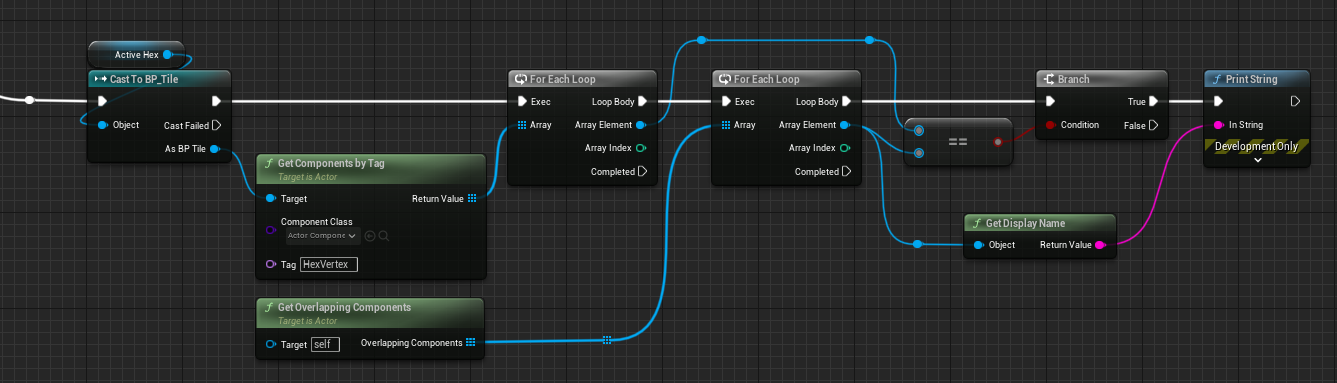 Active Hex
Cast To BP_Tile
Object Cast Failed
As BP Tile
Get Components by Tag
Target is Actor
Target Return Value
Component Class
Actor Compone
Tag HexVertex
Get Overlapping Components
Target is Actor
Target self Overlapping Components
For Each Loop
Exec Loop Body
Array Array Element
Array Index
Completed
For Each Loop
Exec Loop Body
Array Array Element
Array Index
Completed
==
Branch
True
Condition False
Get Display Name
Object Return Value
Print String
In String
Development Only